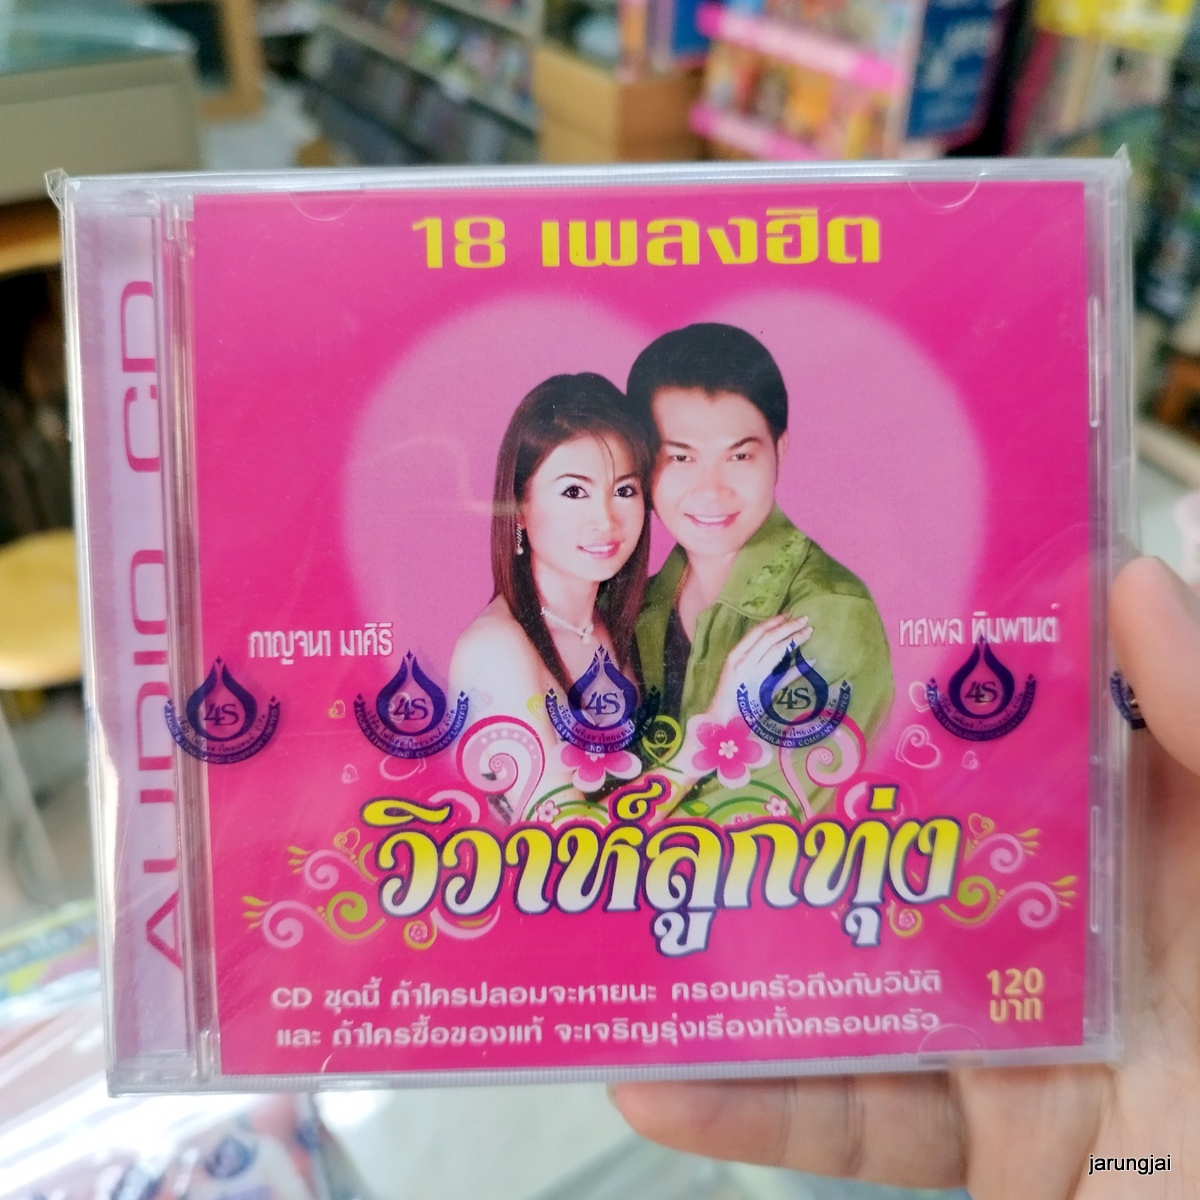 18 เพลงฮิต
AUDIO CD
กาญจนา มาศิริ
ทศพล หิมพานต์
4S
4S
4S
4S
4S
วิวาห์ลูกทุ่ง
CD ชุดนี้ ถ้าใครปลอมจะหายนะ ครอบครัวถึงกับวิบัติ
และ ถ้าใครซื้อของแท้ จะเจริญรุ่งเรืองทั้งครอบครัว
120
บาท
jarungjai